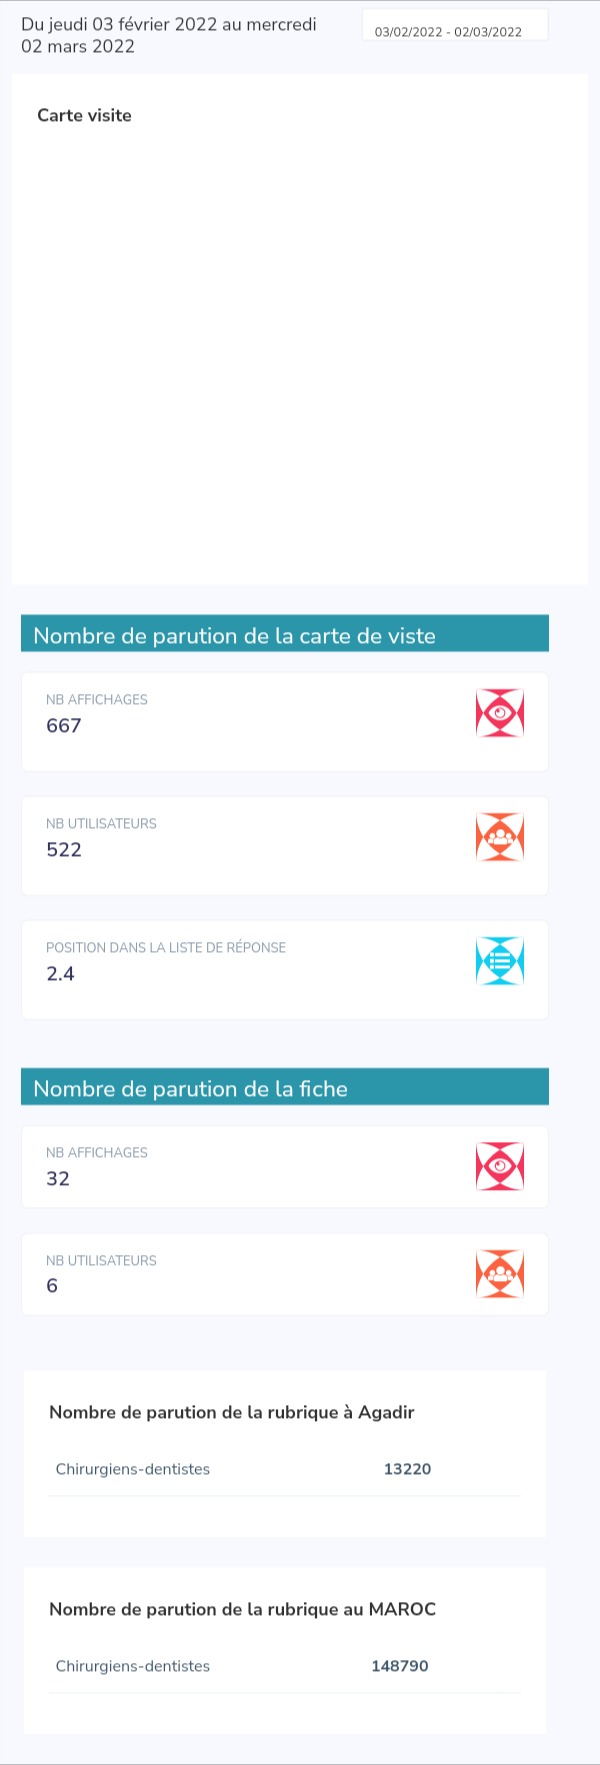 Du jeudi 03 février 2022 au mercredi
02 mars 2022
03/02/2022 - 02/03/2022
Carte visite
Nombre de parution de la carte de viste
NB AFFICHAGES
667
NB UTILISATEURS
522
POSITION DANS LA LISTE DE RÉPONSE
2.4
Nombre de parution de la fiche
NB AFFICHAGES
32
NB UTILISATEURS
6
Nombre de parution de la rubrique à Agadir
Chirurgiens-dentistes 13220
Nombre de parution de la rubrique au MAROC
Chirurgiens-dentistes 148790